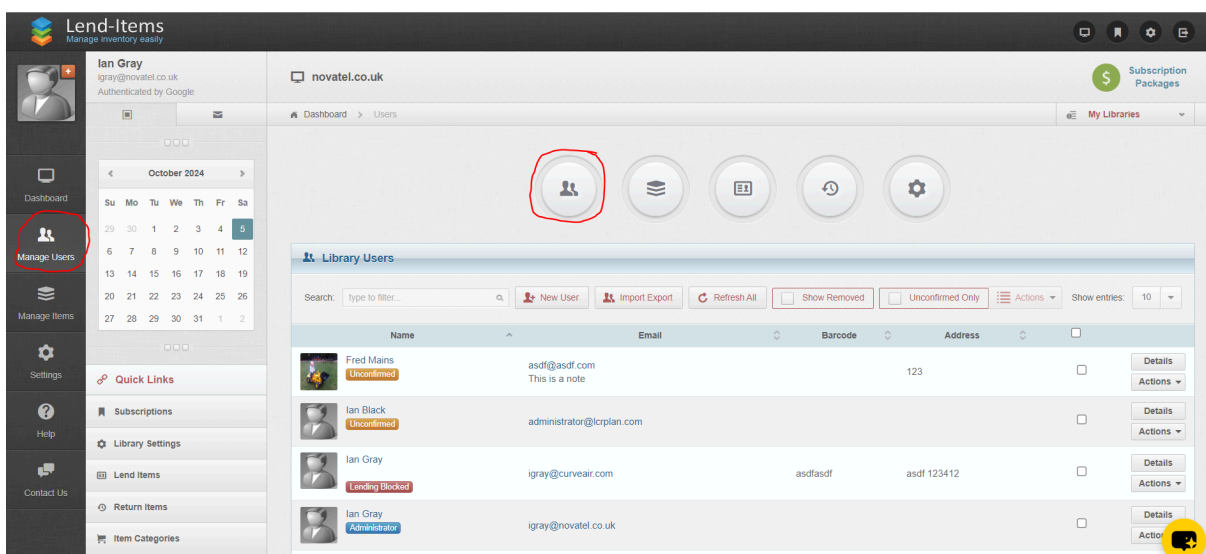 Lend-Items
Manage inventory easily
Ian Gray
igray@novatel.co.uk
Authenticated by Google
novatel.co.uk
$
Subscription
Packages
Dashboard > Users
My Libraries
Dashboard
Manage Users
Manage Items
Settings
Help
Contact Us
October 2024
Su Mo Tu We Th Fr Sa
29 30 1 2 3 4 5
6 7 8 9 10 11 12
13 14 15 16 17 18 19
20 21 22 23 24 25 26
27 28 29 30 31 1 2
Quick Links
Subscriptions
Library Settings
Lend Items
Return Items
Item Categories
Library Users
Search: type to filter... New User Import Export Refresh All Show Removed Unconfirmed Only Actions Show entries: 10
Name Email Barcode Address
Fred Mains
Unconfirmed
asdf@asdf.com
This is a note
123
Details
Actions
Ian Black
Unconfirmed
administrator@lcrplan.com
Details
Actions
Ian Gray
Lending Blocked
igray@curveair.com
asdfasdf
asdf 123412
Details
Actions
Ian Gray
Administrator
igray@novatel.co.uk
Details